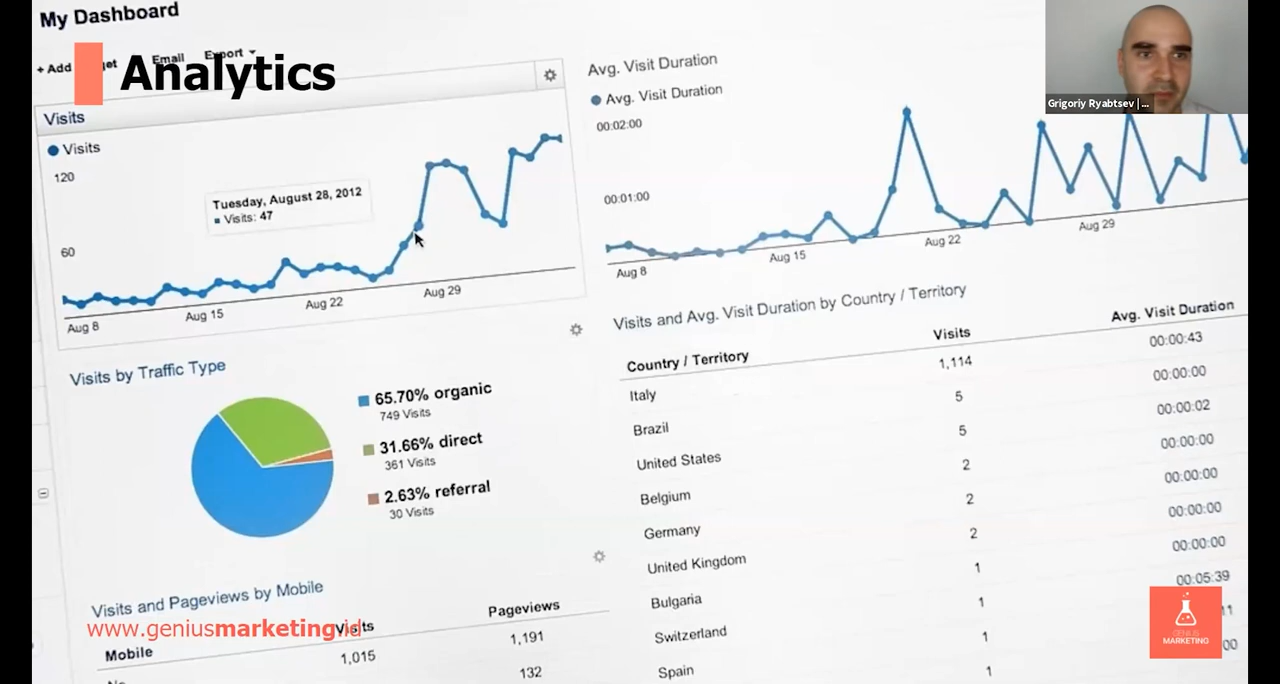 My Dashboard
+ Add
get
Email
Export
Analytics
Visits
Visits
120
60
Tuesday, August 28, 2012
Visits: 47
Aug 8
Aug 15
Aug 22
Aug 29
Avg. Visit Duration
Avg. Visit Duration
00:02:00
00:01:00
Aug 8
Aug 15
Aug 22
Aug 29
Grigoriy Ryabtsev | ...
Visits by Traffic Type
65.70% organic
749 Visits
31.66% direct
361 Visits
2.63% referral
30 Visits
Visits and Avg. Visit Duration by Country / Territory
Country / Territory Visits Avg. Visit Duration
Italy 1,114 00:00:43
Brazil 5 00:00:00
United States 5 00:00:02
Belgium 2 00:00:00
Germany 2 00:00:00
United Kingdom 2 00:00:00
Bulgaria 1 00:00:00
Switzerland 1 00:05:39
Spain 1
1
Visits and Pageviews by Mobile
www.geniusmarketing.id
Mobile Visits Pageviews
1,015 1,191
132
GENIUS
MARKETING